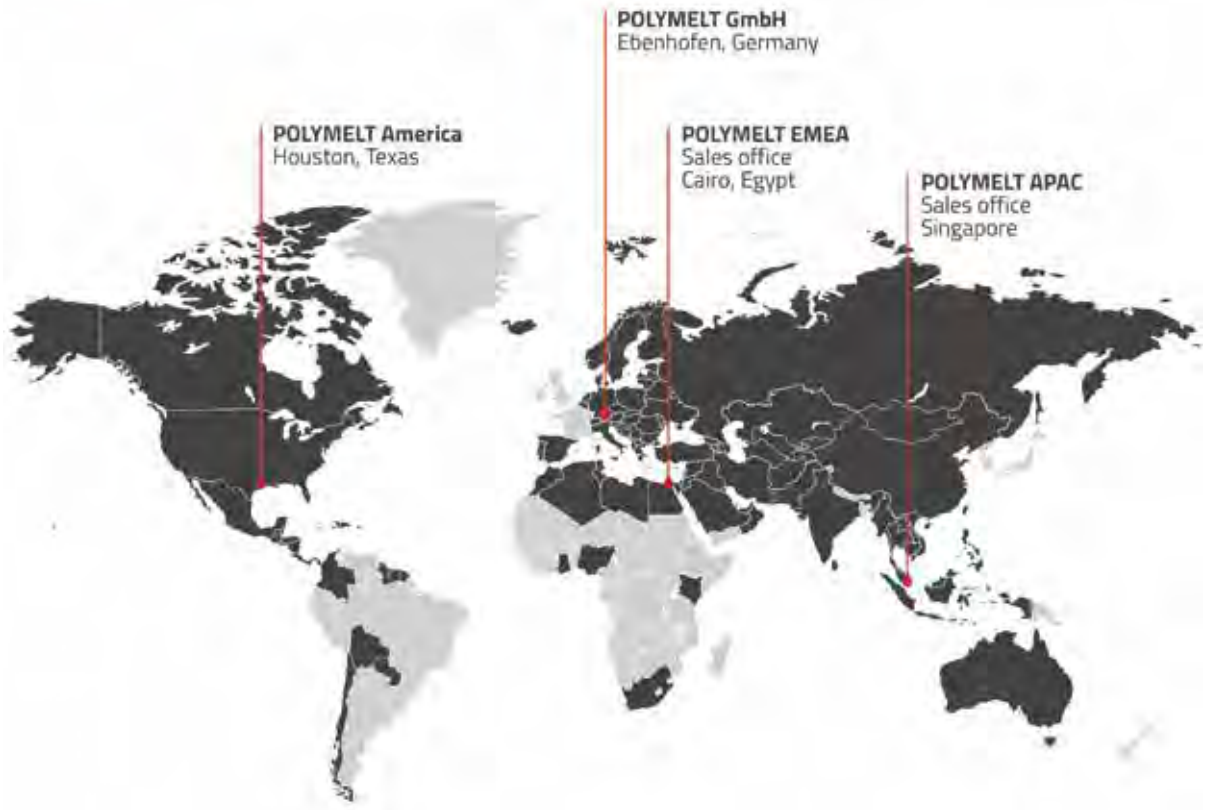 POLYMELT GmbH
Ebenhofen, Germany
POLYMELT America
Houston, Texas
POLYMELT EMEA
Sales office
Cairo, Egypt
POLYMELT APAC
Sales office
Singapore